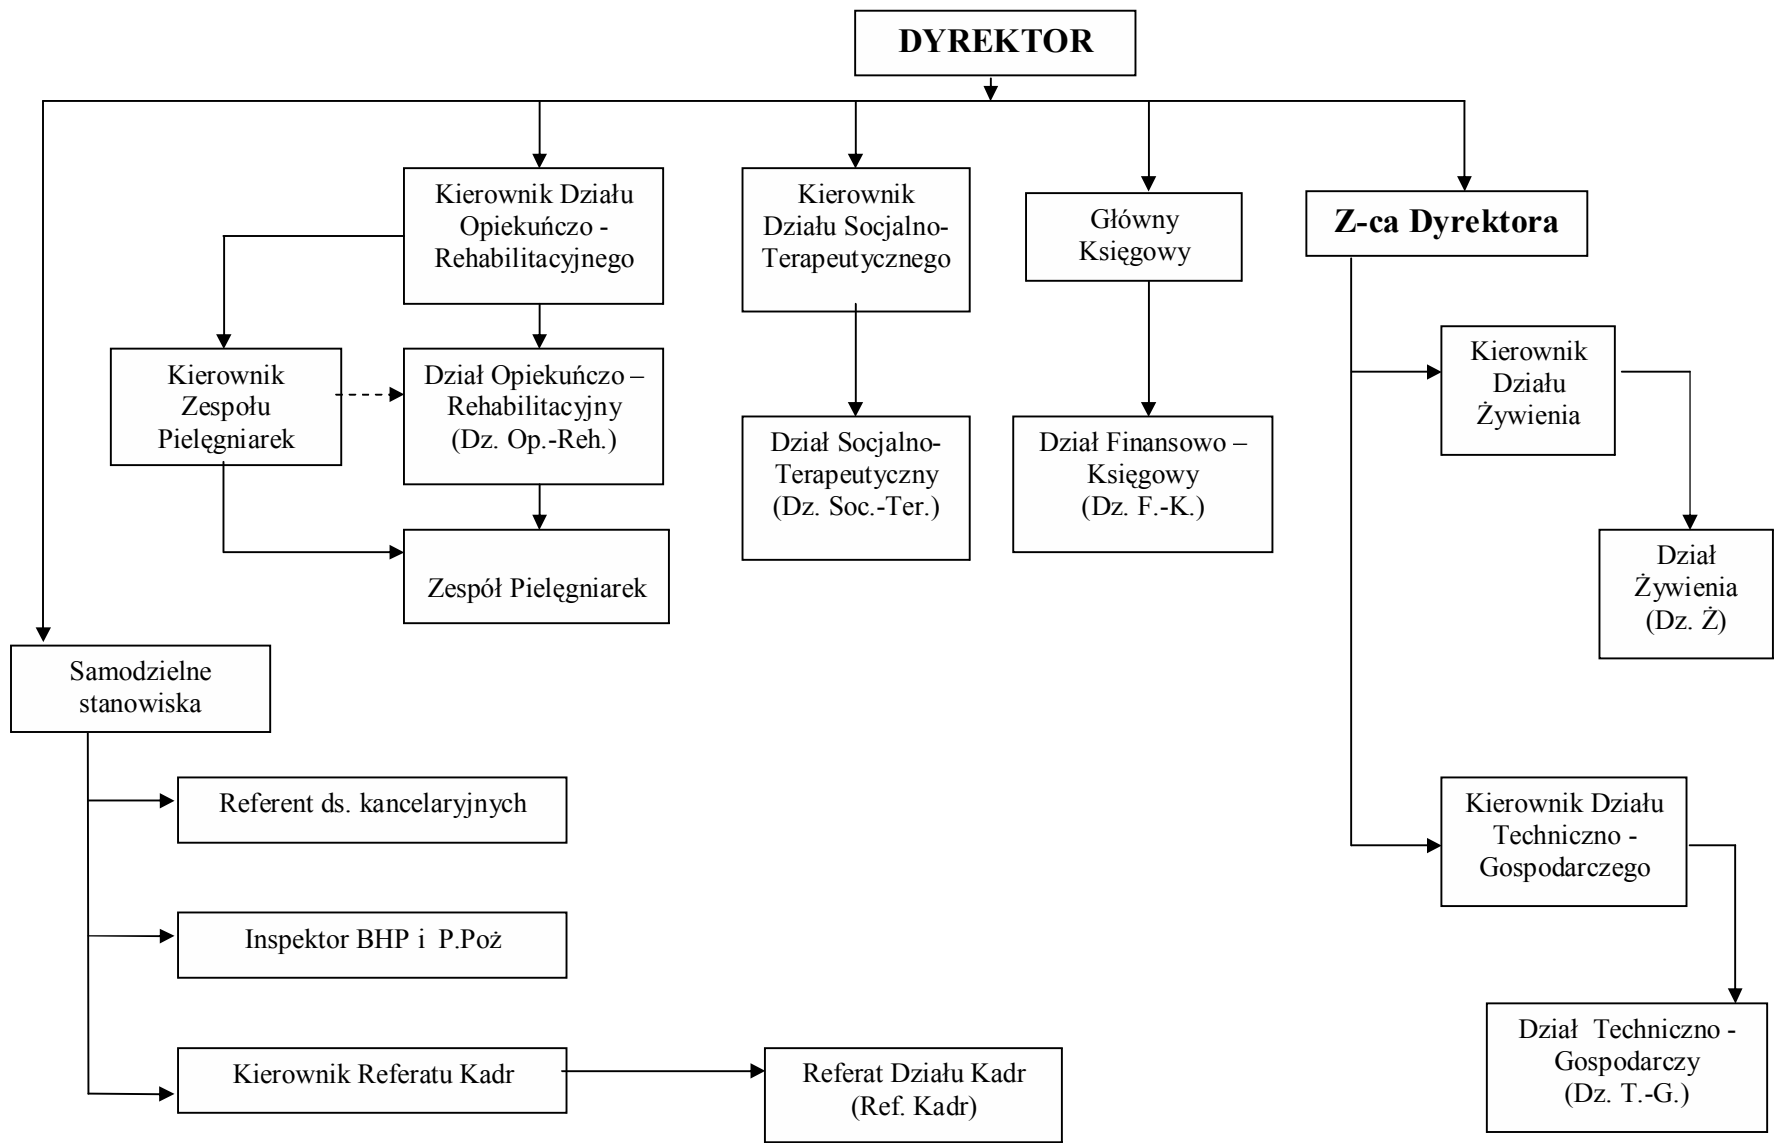 DYREKTOR
Kierownik Działu
Opiekuńczo -
Rehabilitacyjnego
Kierownik
Działu Socjalno-
Terapeutycznego
Główny
Księgowy
Z-ca Dyrektora
Kierownik
Zespołu
Pielęgniarek
Dział Opiekuńczo –
Rehabilitacyjny
(Dz. Op.-Reh.)
Kierownik
Działu
Żywienia
Dział Socjalno-
Terapeutyczny
(Dz. Soc.-Ter.)
Dział Finansowo –
Księgowy
(Dz. F.-K.)
Zespół Pielęgniarek
Dział
Żywienia
(Dz. Ż)
Samodzielne
stanowiska
Referent ds. kancelaryjnych
Kierownik Działu
Techniczno -
Gospodarczego
Inspektor BHP i P.Poż
Kierownik Referatu Kadr
Referat Działu Kadr
(Ref. Kadr)
Dział Techniczno -
Gospodarczy
(Dz. T.-G.)